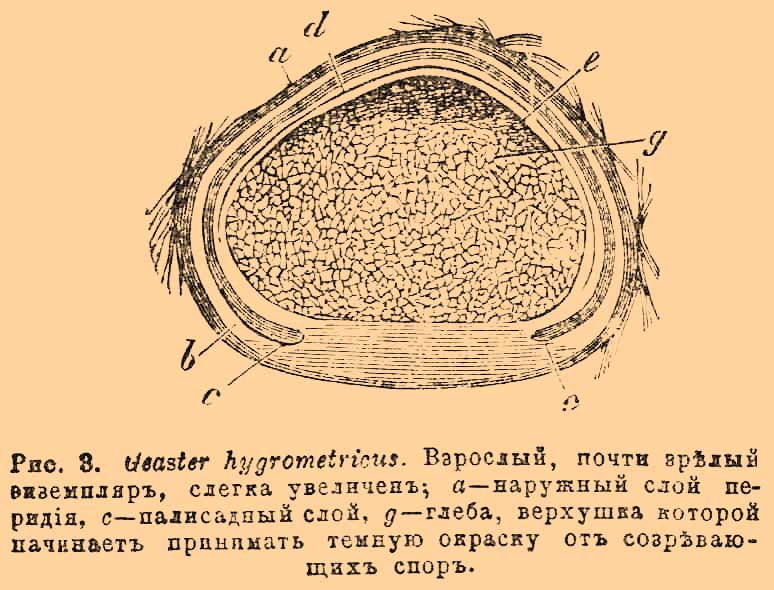 d
a
e
g
b
c
c
Рис. 3. Geaster hygrometricus. Взрослый, почти зрѣлый
экземпляръ, слегка увеличенъ; a—наружный слой пе-
ридія, c—палисадный слой, g—глеба, верхушка которой
начинаетъ принимать темную окраску отъ созрѣваю-
щихъ споръ.